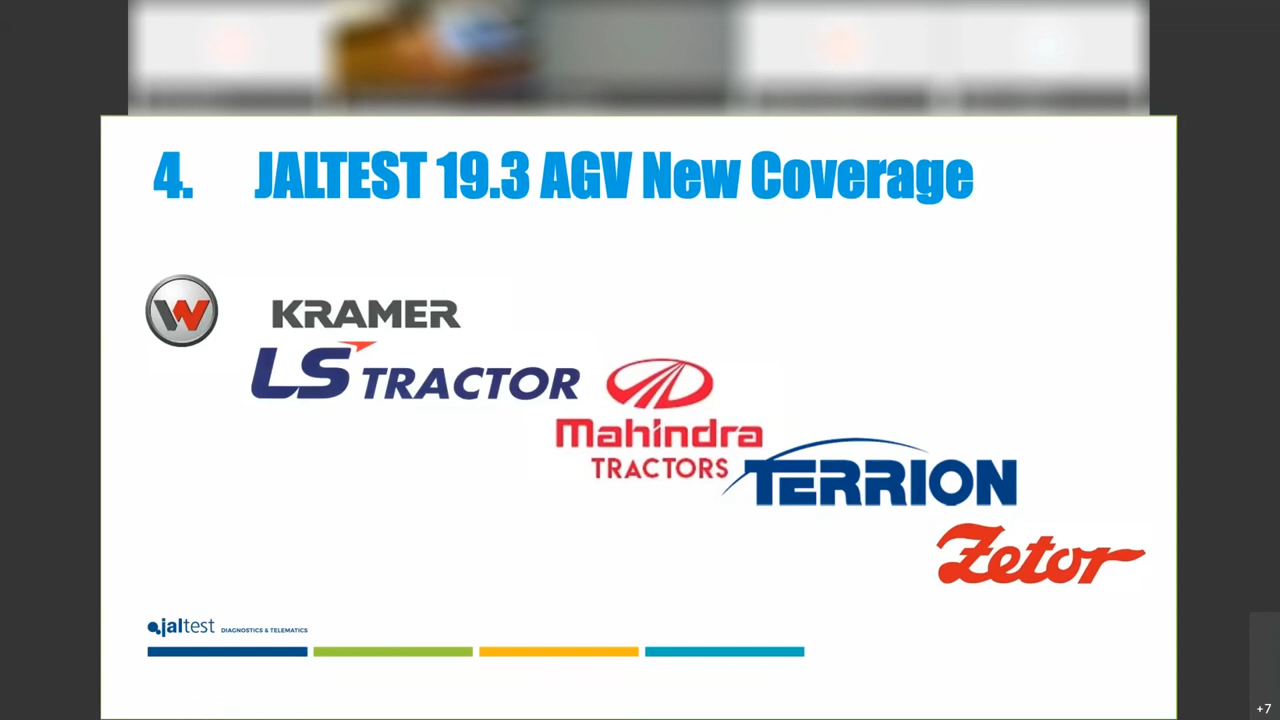 4. JALTEST 19.3 AGV New Coverage
W
KRAMER
LS TRACTOR
Mahindra
TRACTORS
TERRION
Zetor
jaltest DIAGNOSTICS & TELEMATICS
+7